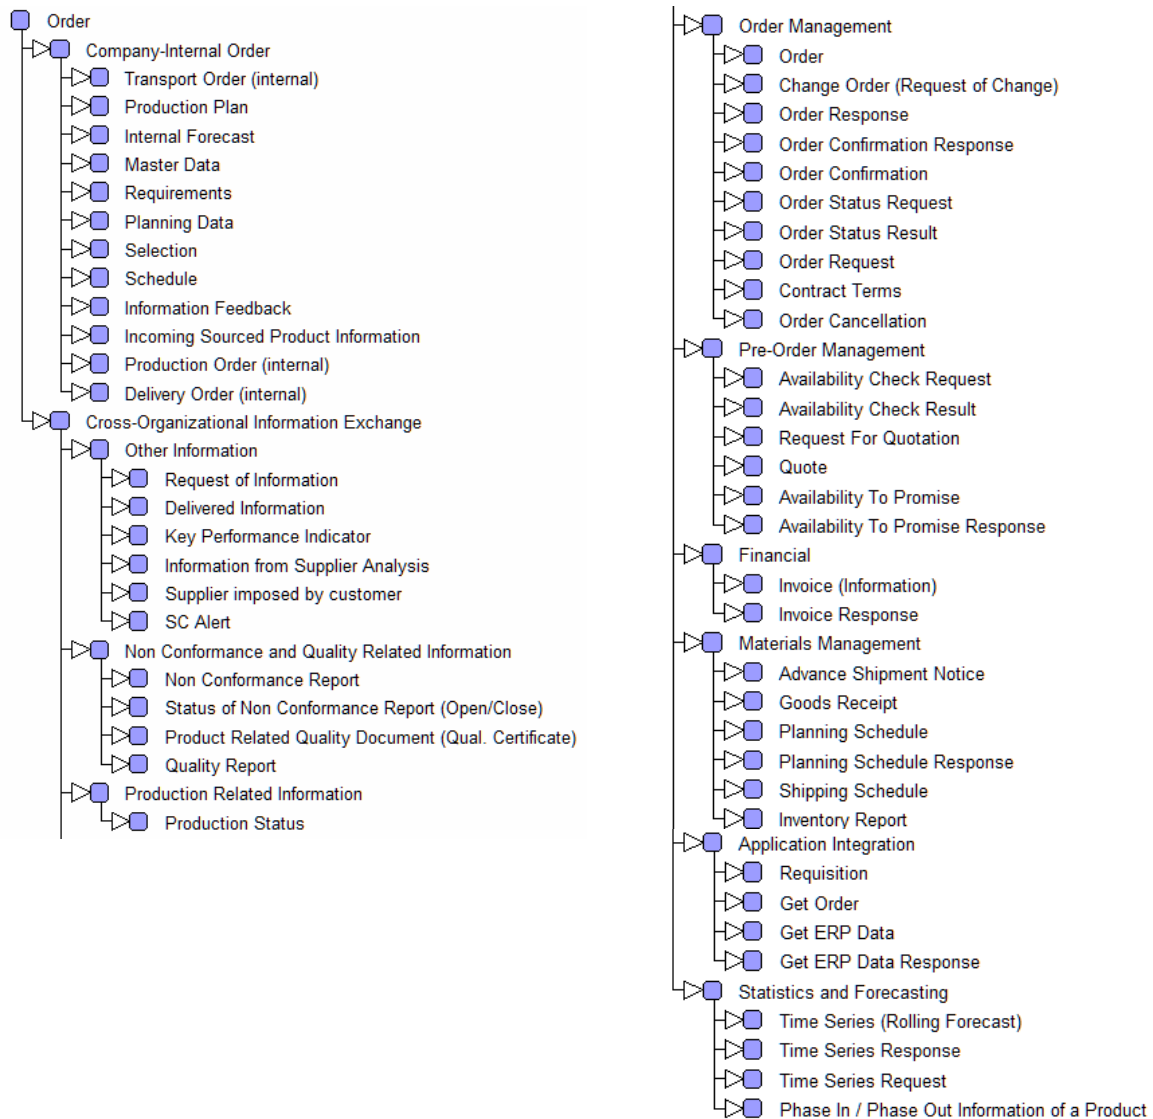 Order
Company-Internal Order
Transport Order (internal)
Production Plan
Internal Forecast
Master Data
Requirements
Planning Data
Selection
Schedule
Information Feedback
Incoming Sourced Product Information
Production Order (internal)
Delivery Order (internal)
Cross-Organizational Information Exchange
Other Information
Request of Information
Delivered Information
Key Performance Indicator
Information from Supplier Analysis
Supplier imposed by customer
SC Alert
Non Conformance and Quality Related Information
Non Conformance Report
Status of Non Conformance Report (Open/Close)
Product Related Quality Document (Qual. Certificate)
Quality Report
Production Related Information
Production Status
Order Management
Order
Change Order (Request of Change)
Order Response
Order Confirmation Response
Order Confirmation
Order Status Request
Order Status Result
Order Request
Contract Terms
Order Cancellation
Pre-Order Management
Availability Check Request
Availability Check Result
Request For Quotation
Quote
Availability To Promise
Availability To Promise Response
Financial
Invoice (Information)
Invoice Response
Materials Management
Advance Shipment Notice
Goods Receipt
Planning Schedule
Planning Schedule Response
Shipping Schedule
Inventory Report
Application Integration
Requisition
Get Order
Get ERP Data
Get ERP Data Response
Statistics and Forecasting
Time Series (Rolling Forecast)
Time Series Response
Time Series Request
Phase In / Phase Out Information of a Product